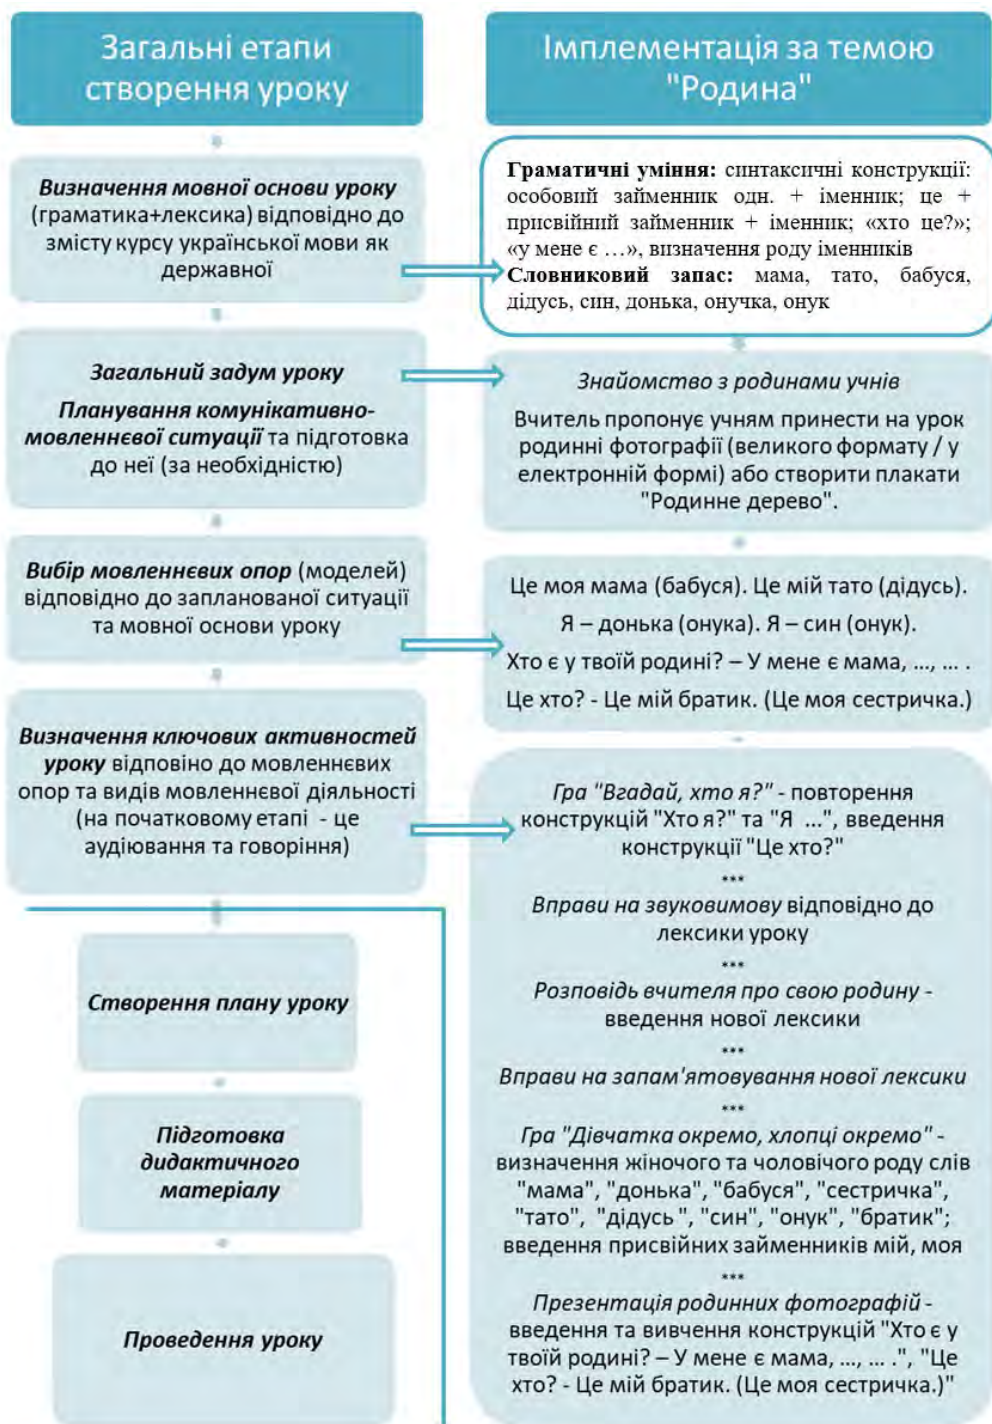 Загальні етапи
створення уроку
Визначення мовної основи уроку
(граматика+лексика) відповідно до
змісту курсу української мови як
державної
Загальний задум уроку
Планування комунікативно-
мовленнєвої ситуації та підготовка
до неї (за необхідністю)
Вибір мовленнєвих опор (моделей)
відповідно до запланованої ситуації
та мовної основи уроку
Визначення ключових активностей
уроку відповіно до мовленнєвих
опор та видів мовленнєвої діяльності
(на початковому етапі - це
аудіювання та говоріння)
Створення плану уроку
Підготовка
дидактичного
матеріалу
Проведення уроку
Імплементація за темою
"Родина"
Граматичні уміння: синтаксичні конструкції:
особовий займенник одн. + іменник; це +
присвійний займенник + іменник; «хто це?»;
«у мене є …», визначення роду іменників
Словниковий запас: мама, тато, бабуся,
дідусь, син, донька, онучка, онук
Знайомство з родинами учнів
Вчитель пропонує учням принести на урок
родинні фотографії (великого формату / у
електронній формі) або створити плакати
"Родинне дерево".
Це моя мама (бабуся). Це мій тато (дідусь).
Я – донька (онука). Я – син (онук).
Хто є у твоїй родині? – У мене є мама, ..., ... .
Це хто? - Це мій братик. (Це моя сестричка.)
Гра "Вгадай, хто я?" - повторення
конструкцій "Хто я?" та "Я ...", введення
конструкції "Це хто?"
***
Вправи на звуковимову відповідно до
лексики уроку
***
Розповідь вчителя про свою родину -
введення нової лексики
***
Вправи на запам'ятовування нової лексики
***
Гра "Дівчатка окремо, хлопці окремо" -
визначення жіночого та чоловічого роду слів
"мама", "донька", "бабуся", "сестричка",
"тато", "дідусь ", "син", "онук", "братик";
введення присвійних займенників мій, моя
***
Презентація родинних фотографій -
введення та вивчення конструкцій "Хто є у
твоїй родині? – У мене є мама, ..., ... .", "Це
хто? - Це мій братик. (Це моя сестричка.)"